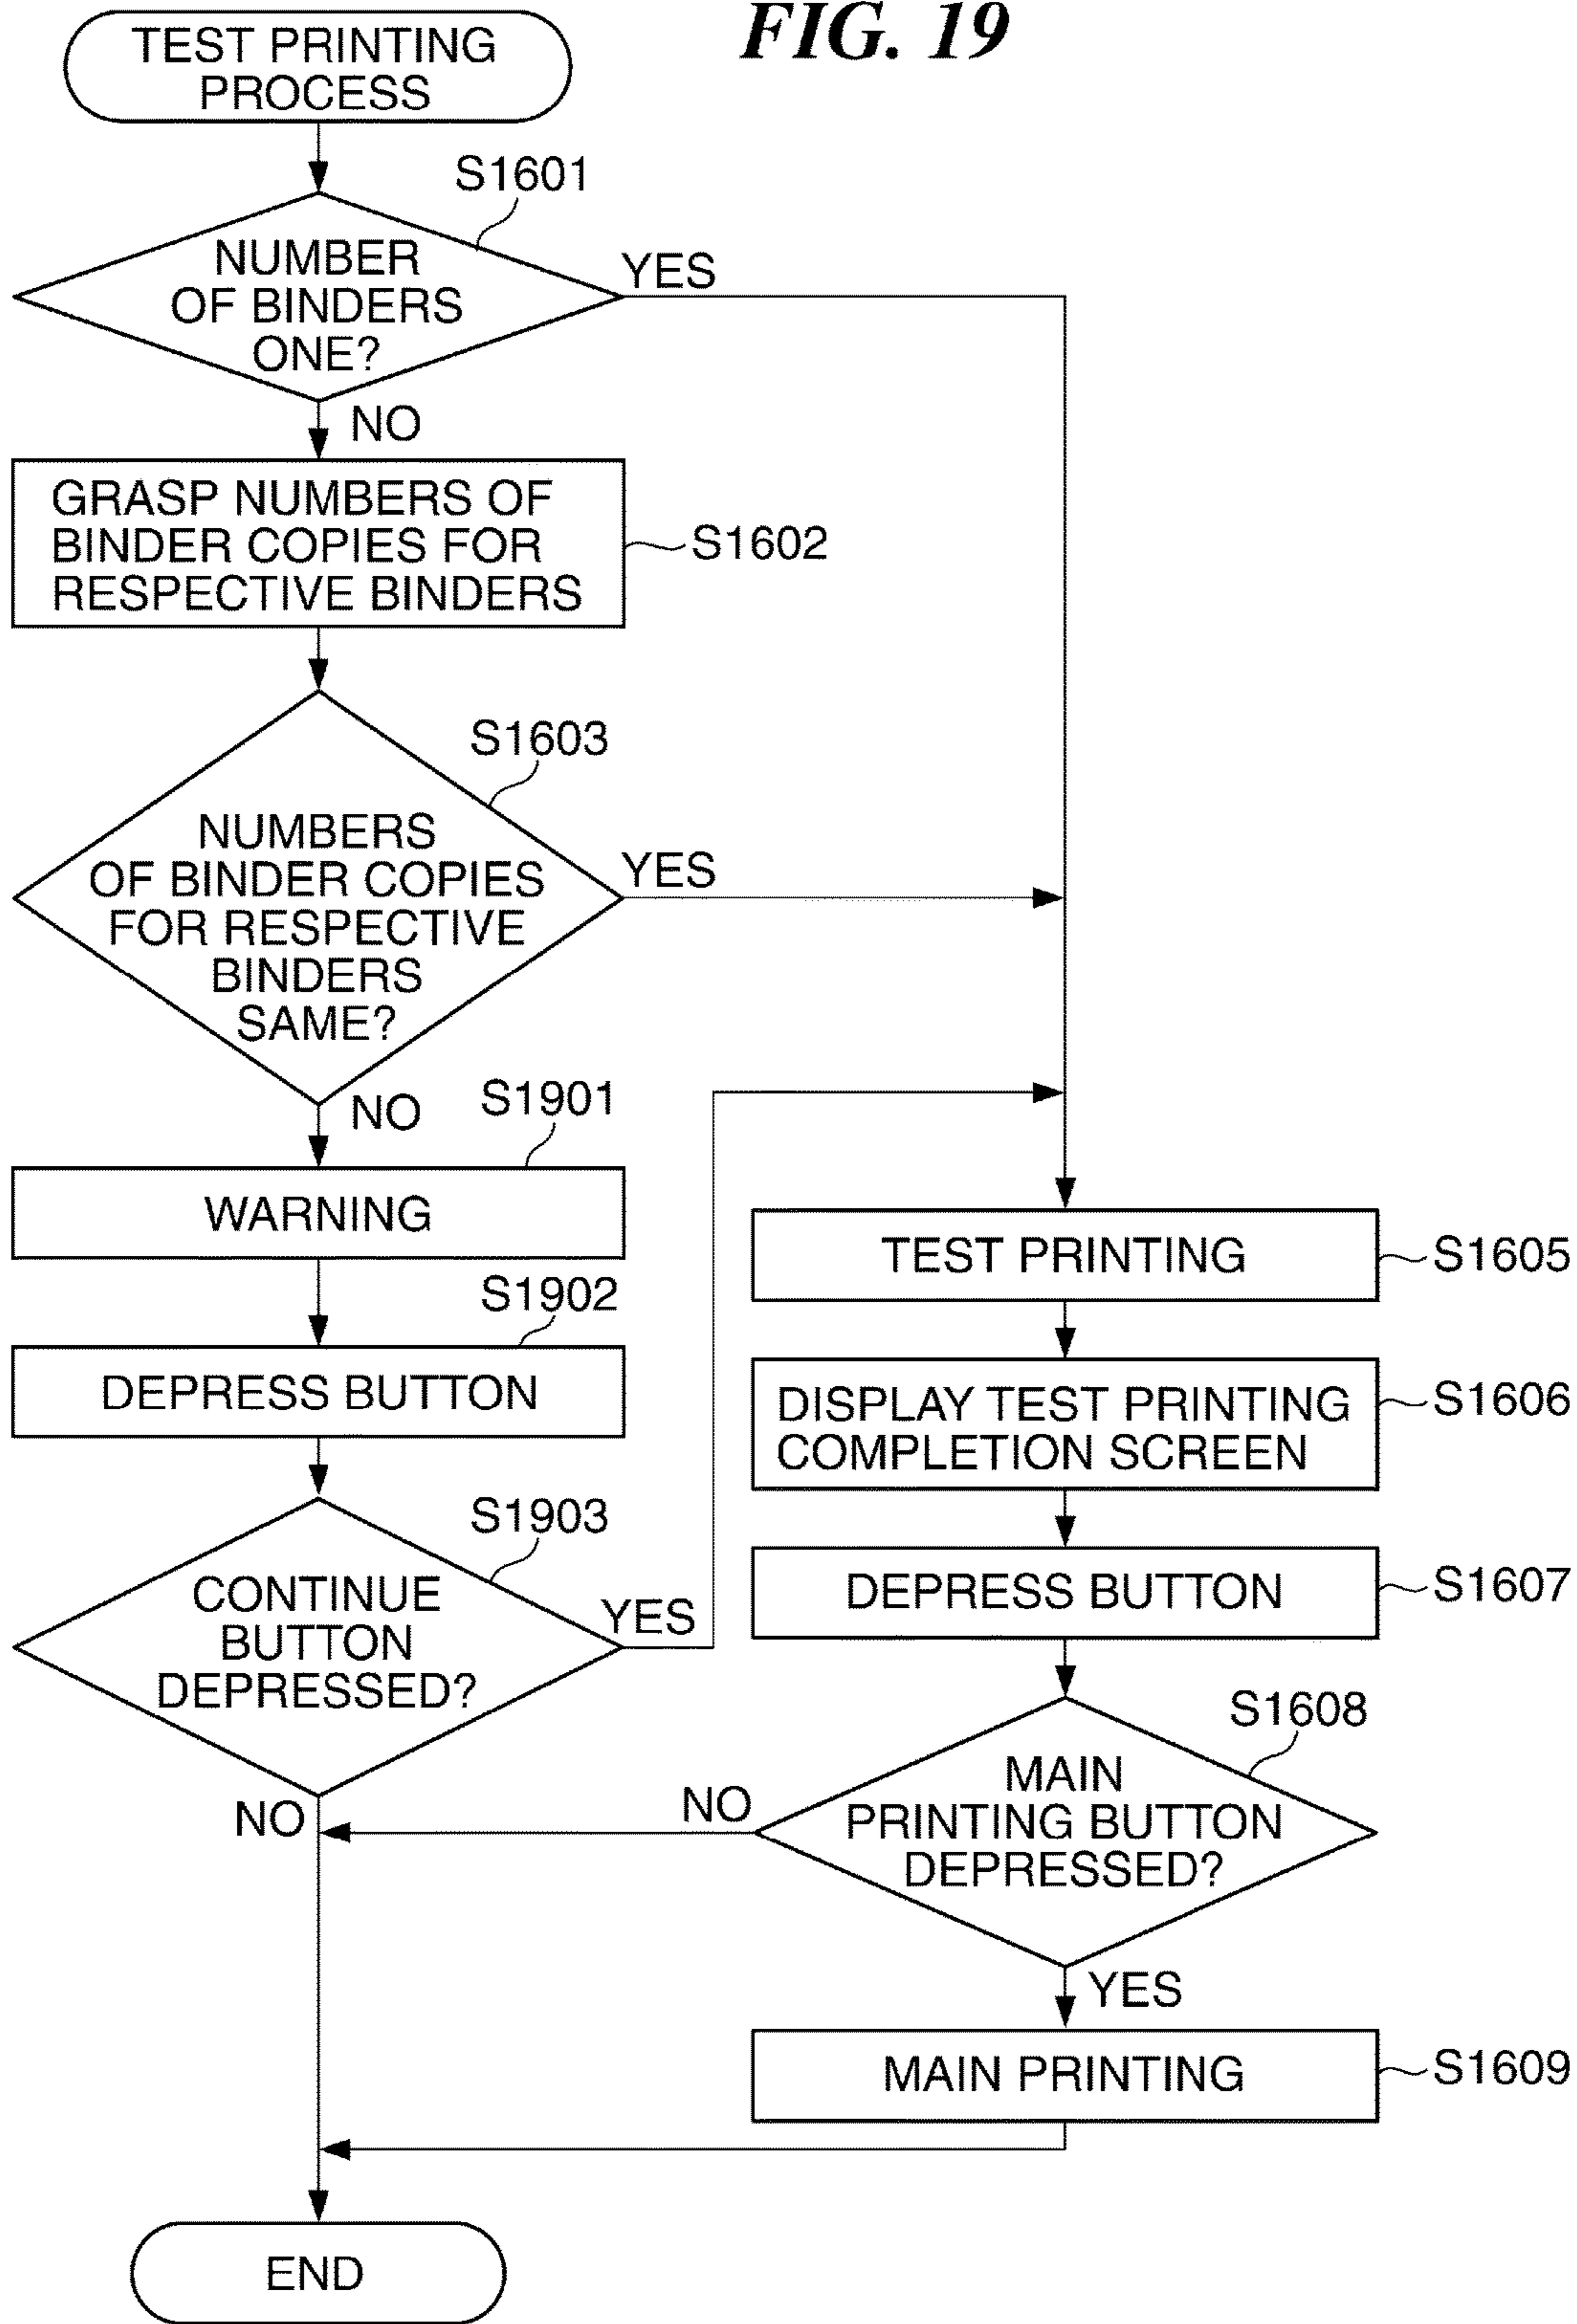 FIG. 19
TEST PRINTING
PROCESS
S1601
NUMBER
OF BINDERS
ONE?
YES
NO
GRASP NUMBERS OF
BINDER COPIES FOR
RESPECTIVE BINDERS
S1602
S1603
NUMBERS
OF BINDER COPIES
FOR RESPECTIVE
BINDERS
SAME?
YES
NO
S1901
WARNING
S1902
DEPRESS BUTTON
S1903
CONTINUE
BUTTON
DEPRESSED?
YES
NO
TEST PRINTING
S1605
DISPLAY TEST PRINTING
COMPLETION SCREEN
S1606
DEPRESS BUTTON
S1607
S1608
MAIN
PRINTING BUTTON
DEPRESSED?
NO
YES
MAIN PRINTING
S1609
END